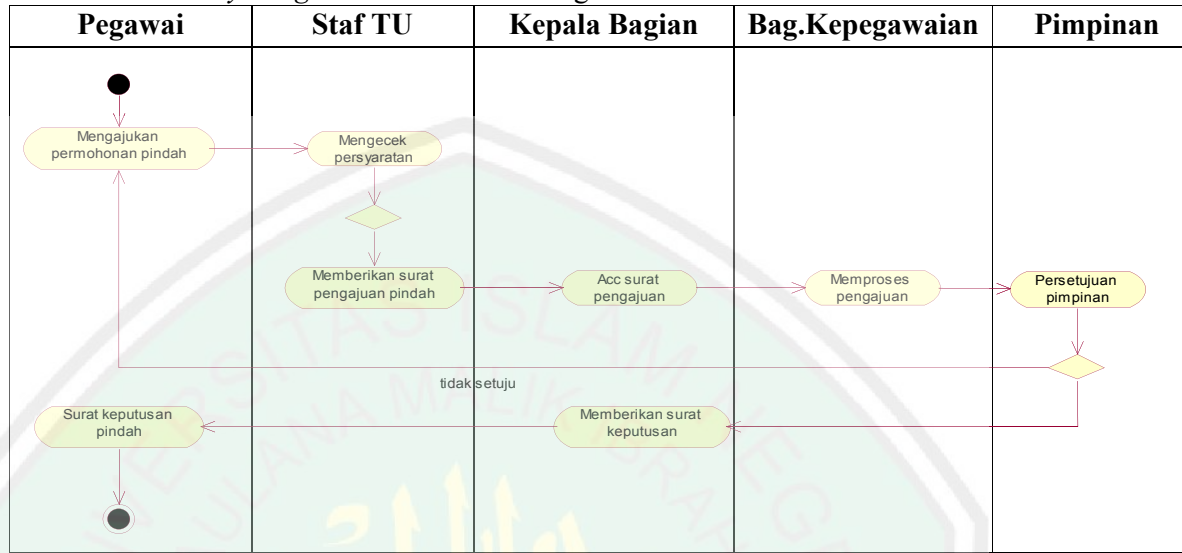 Pegawai
Staf TU
Kepala Bagian
Bag.Kepegawaian
Pimpinan
Mengajukan
permohonan pindah
Mengecek
persyaratan
Memberikan surat
pengajuan pindah
Acc surat
pengajuan
Memproses
pengajuan
Persetujuan
pimpinan
tidak setuju
Surat keputusan
pindah
Memberikan surat
keputusan